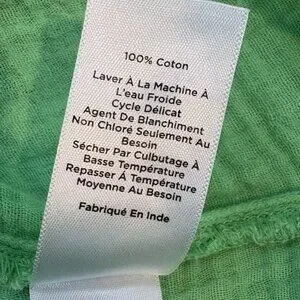 100% Coton
Laver À La Machine À
L'eau Froide
Cycle Délicat
Agent De Blanchiment
Non Chloré Seulement Au
Besoin
Sécher Par Culbutage À
Basse Température
Repasser À Température
Moyenne Au Besoin
Fabriqué En Inde